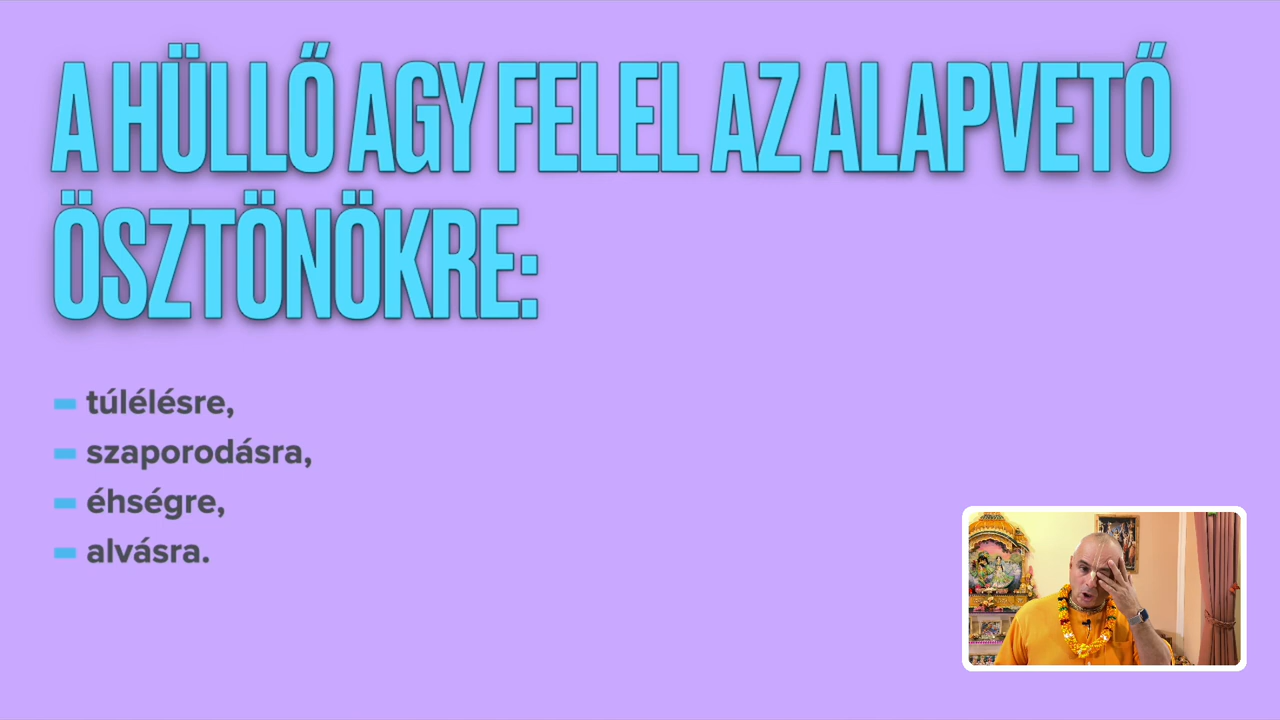 A HÜLLŐ AGY FELEL AZ ALAPVETŐ
ÖSZTÖNÖKRE:
túlélésre,
szaporodásra,
éhségre,
alvásra.